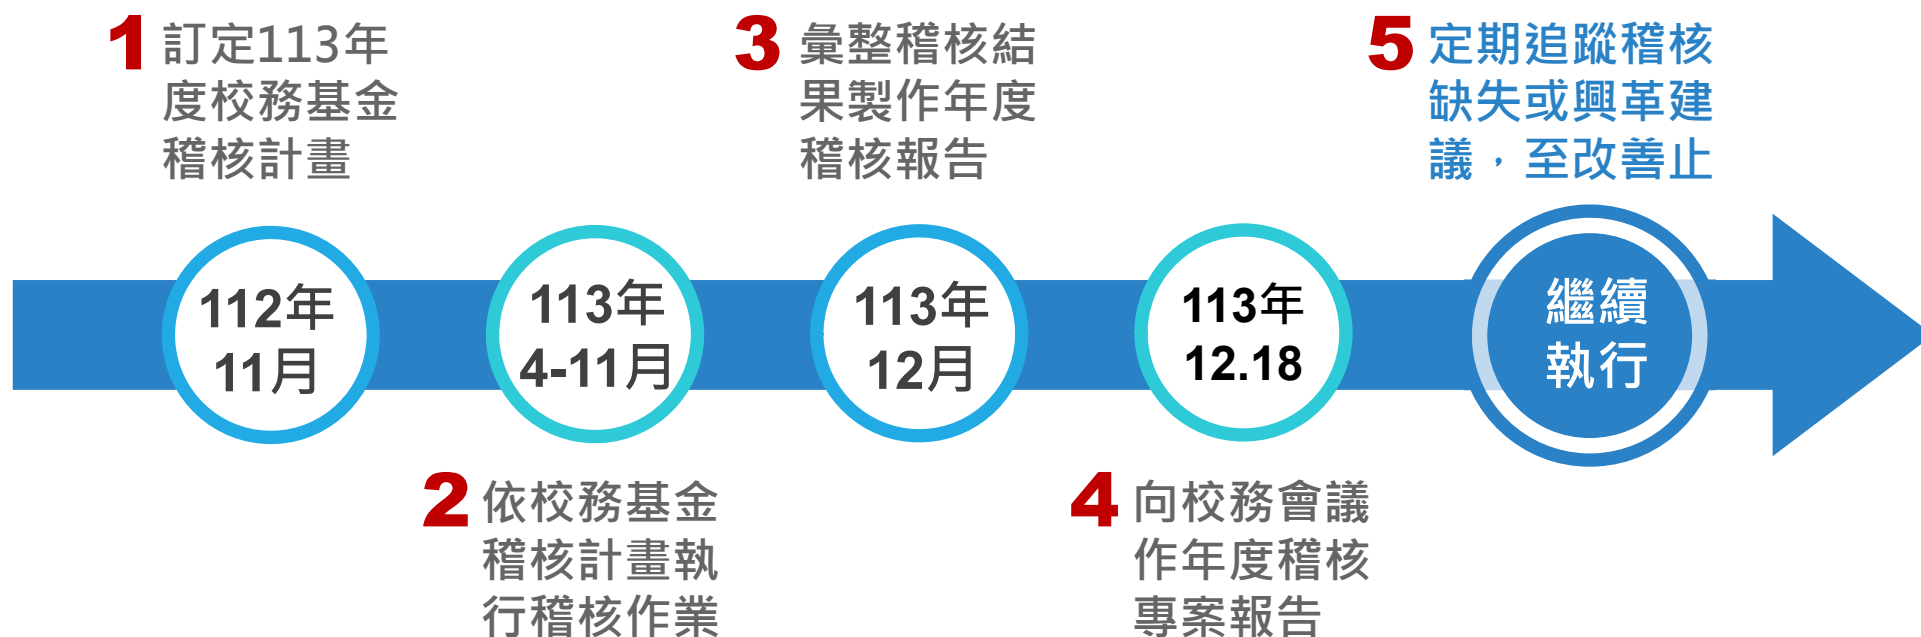 1 訂定113年
度校務基金
稽核計畫
112年
11月
2 依校務基金
稽核計畫執
行稽核作業
113年
4-11月
3 彙整稽核結
果製作年度
稽核報告
113年
12月
4 向校務會議
作年度稽核
專案報告
113年
12.18
5 定期追蹤稽核
缺失或興革建
議，至改善止
繼續
執行